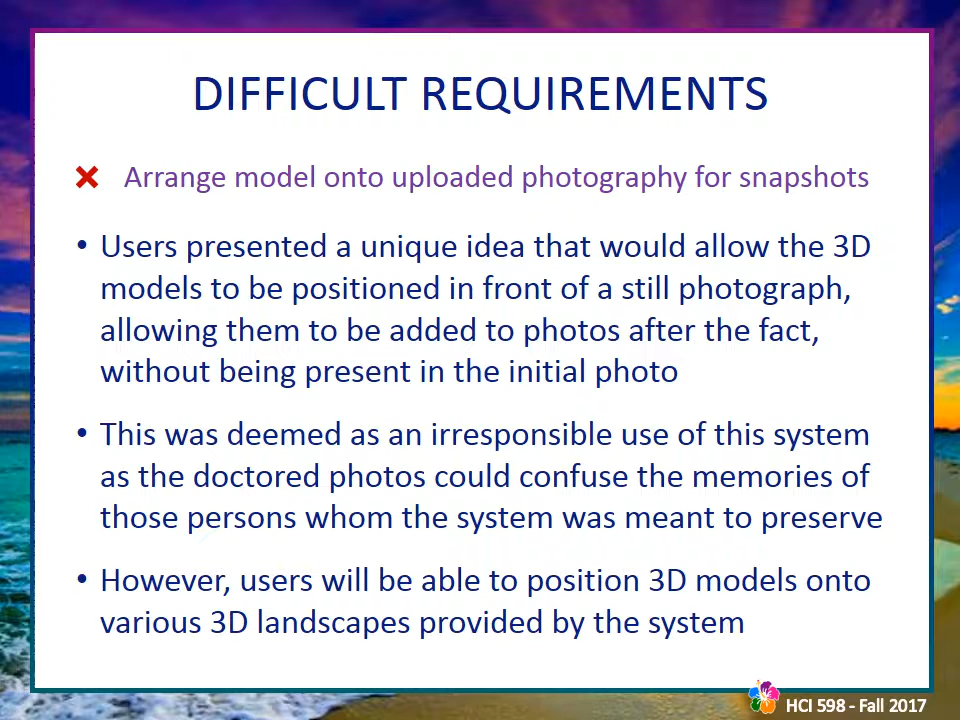 DIFFICULT REQUIREMENTS
Arrange model onto uploaded photography for snapshots
• Users presented a unique idea that would allow the 3D
models to be positioned in front of a still photograph,
allowing them to be added to photos after the fact,
without being present in the initial photo
• This was deemed as an irresponsible use of this system
as the doctored photos could confuse the memories of
those persons whom the system was meant to preserve
• However, users will be able to position 3D models onto
various 3D landscapes provided by the system
HCI 598 - Fall 2017